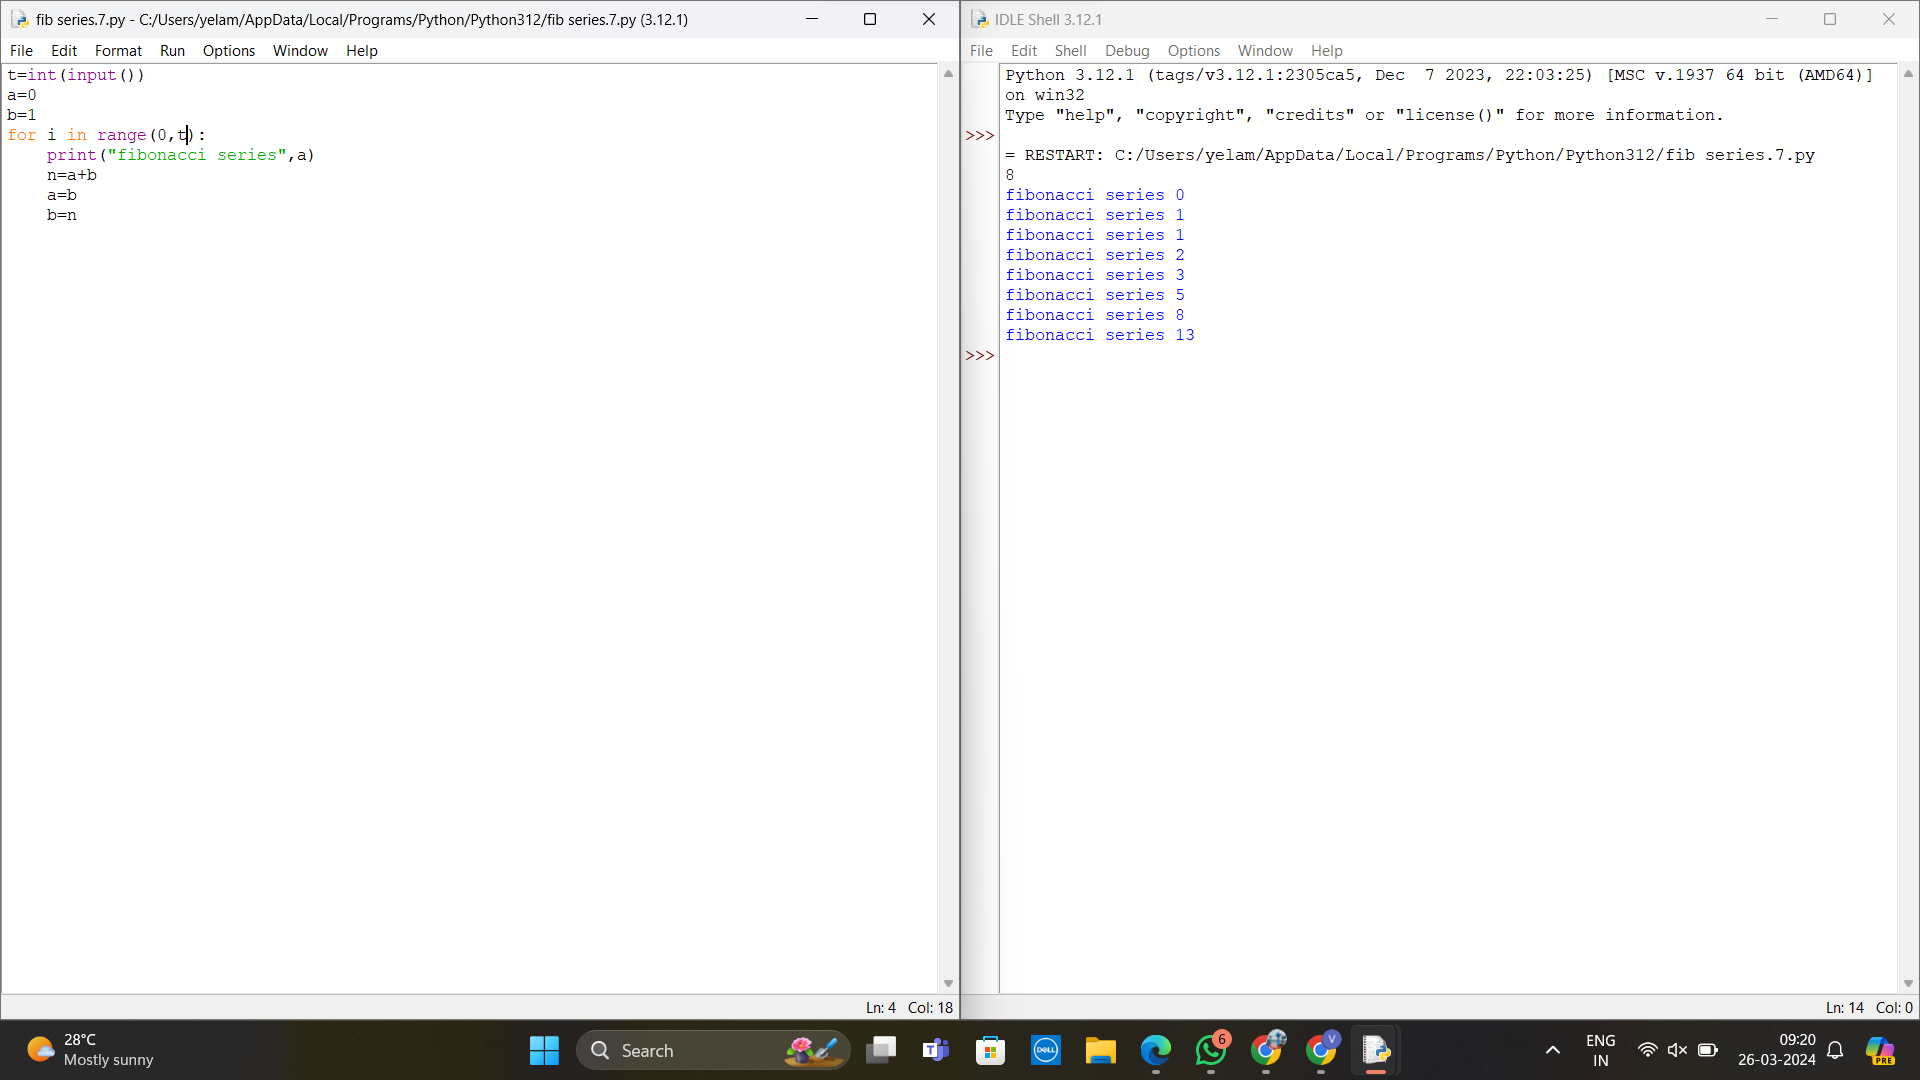 fib series.7.py - C:/Users/yelam/AppData/Local/Programs/Python/Python312/fib series.7.py (3.12.1)
File Edit Format Run Options Window Help
t=int(input())
a=0
b=1
for i in range(0,t):
    print("fibonacci series",a)
    n=a+b
    a=b
    b=n
Ln: 4 Col: 18
IDLE Shell 3.12.1
File Edit Shell Debug Options Window Help
Python 3.12.1 (tags/v3.12.1:2305ca5, Dec  7 2023, 22:03:25) [MSC v.1937 64 bit (AMD64)]
on win32
Type "help", "copyright", "credits" or "license()" for more information.
>>>
= RESTART: C:/Users/yelam/AppData/Local/Programs/Python/Python312/fib series.7.py
8
fibonacci series 0
fibonacci series 1
fibonacci series 1
fibonacci series 2
fibonacci series 3
fibonacci series 5
fibonacci series 8
fibonacci series 13
>>>
Ln: 14 Col: 0
28°C
Mostly sunny
Search
T
DELL
6
V
ENG
IN
09:20
26-03-2024
PRE